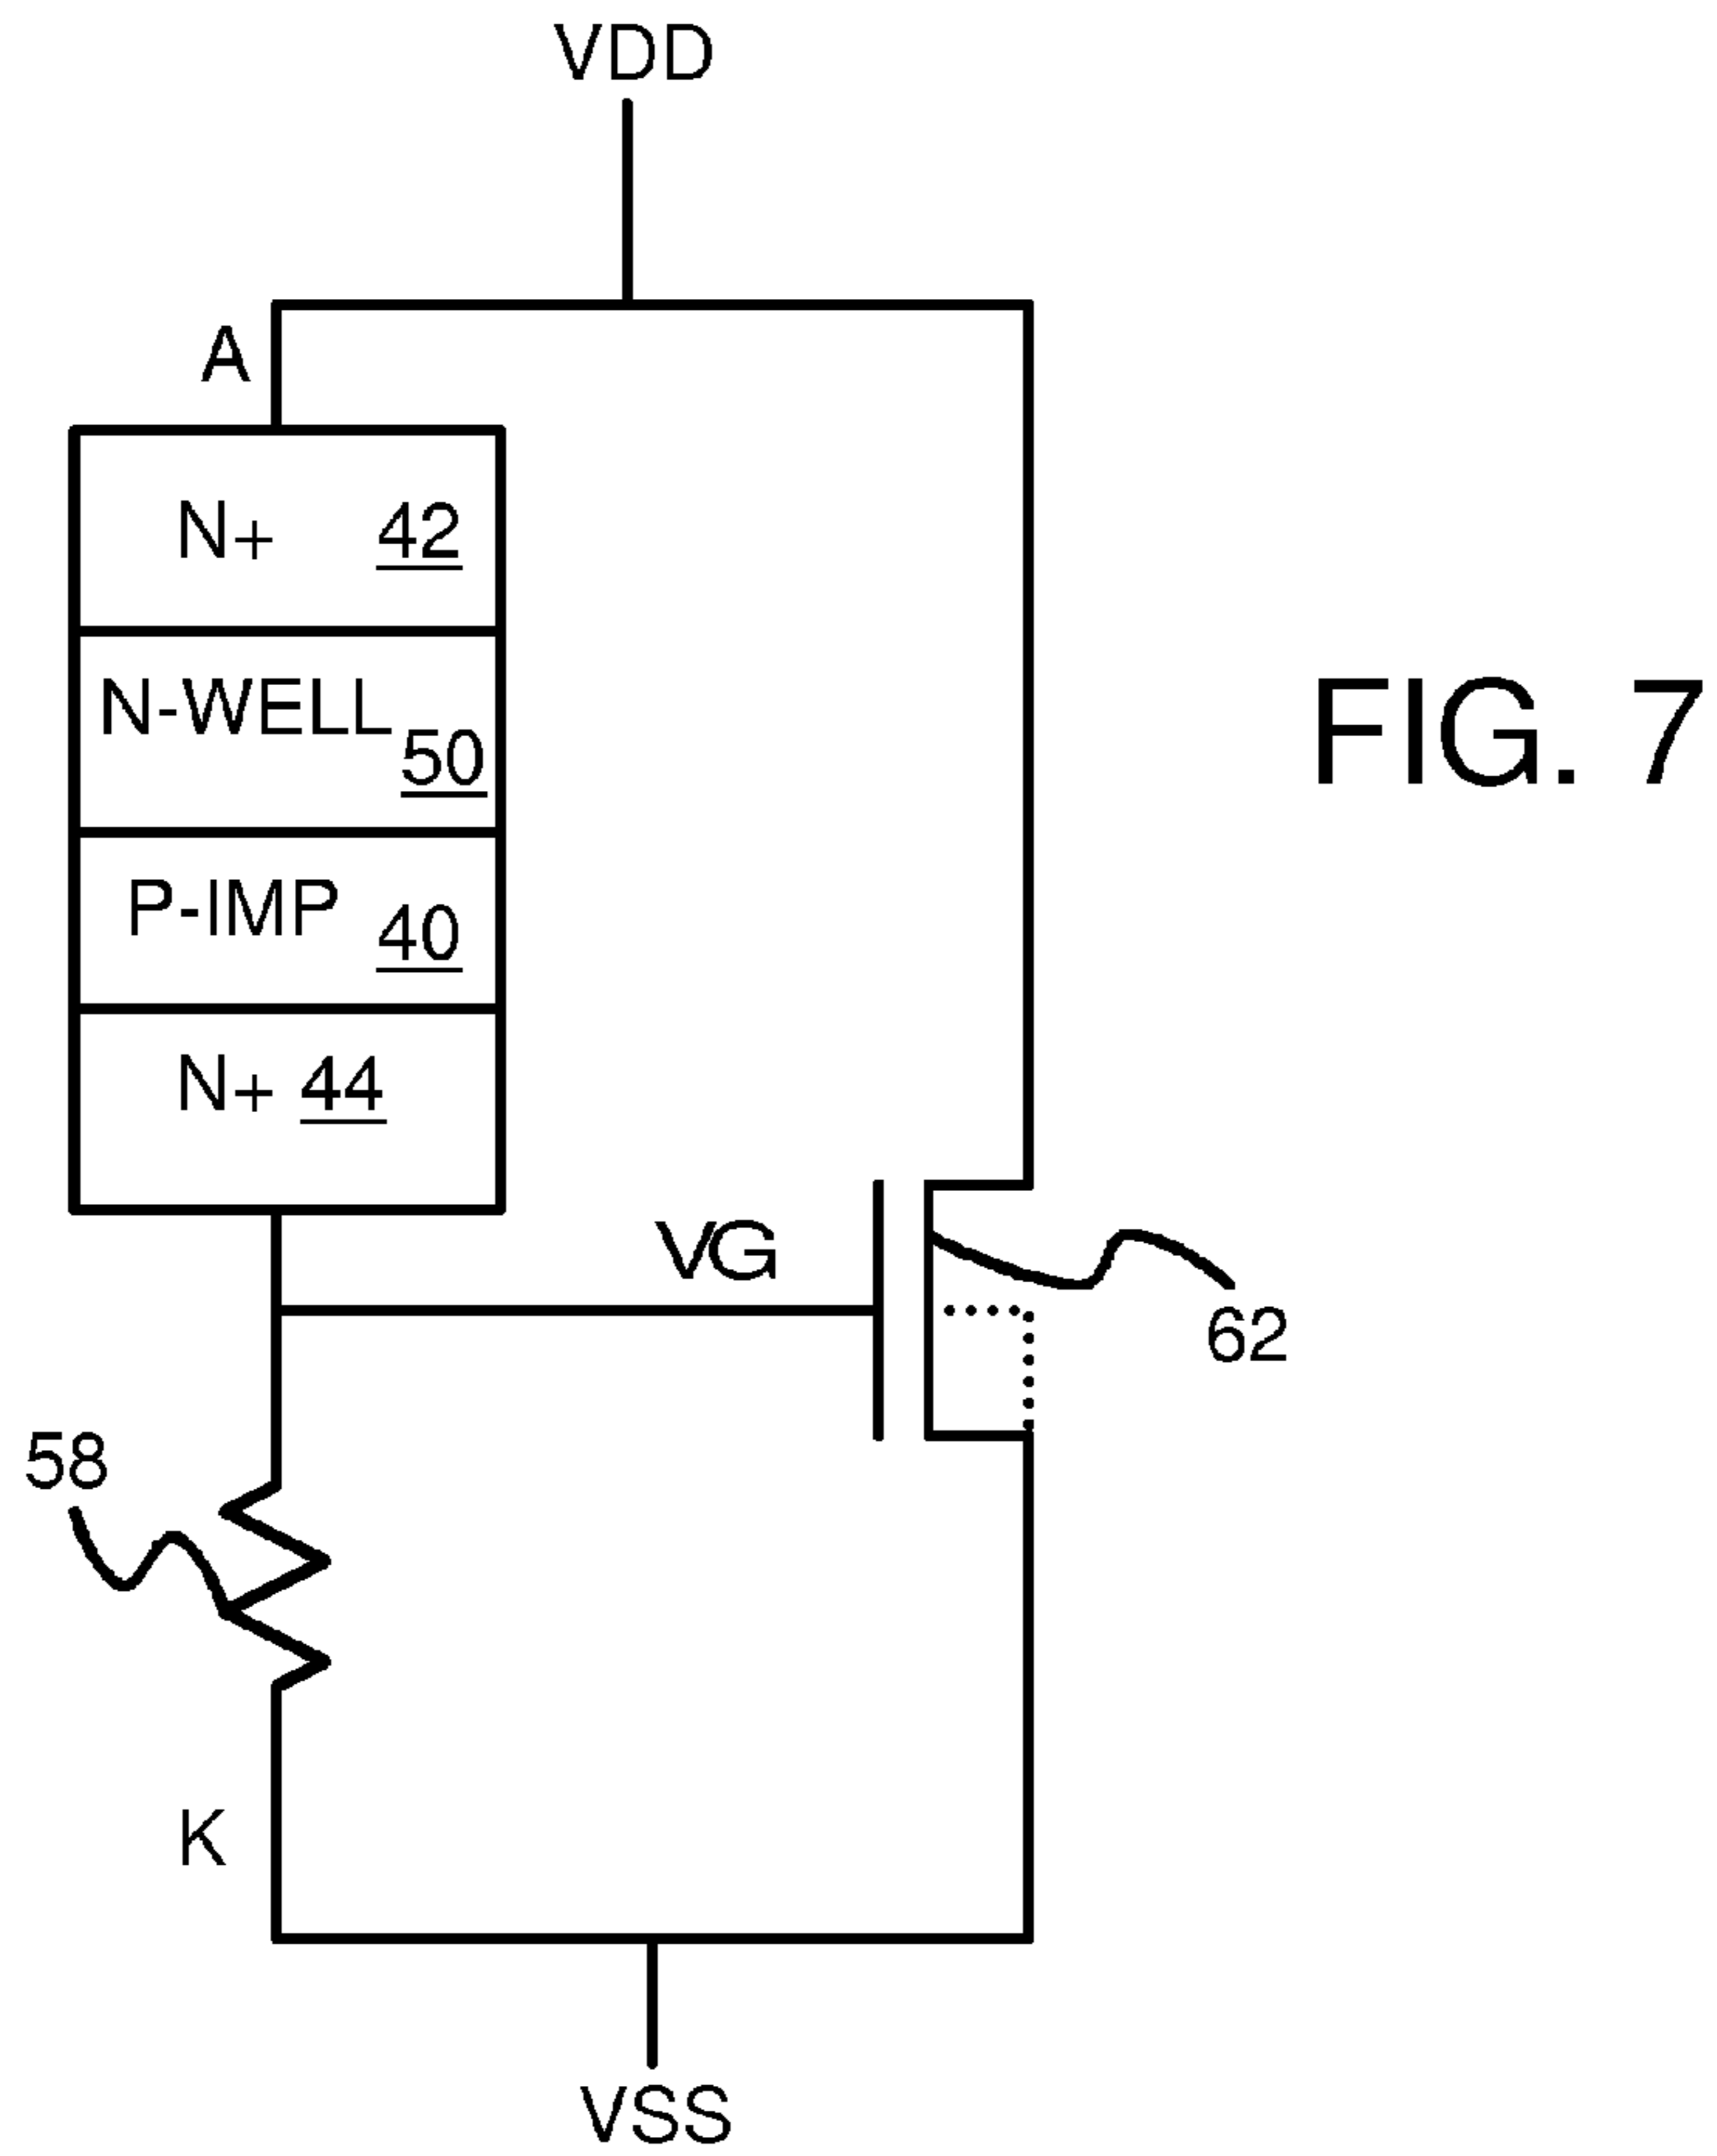 VDD
A
N+ 42
N-WELL 50
FIG. 7
P-IMP 40
N+ 44
VG
62
58
K
VSS